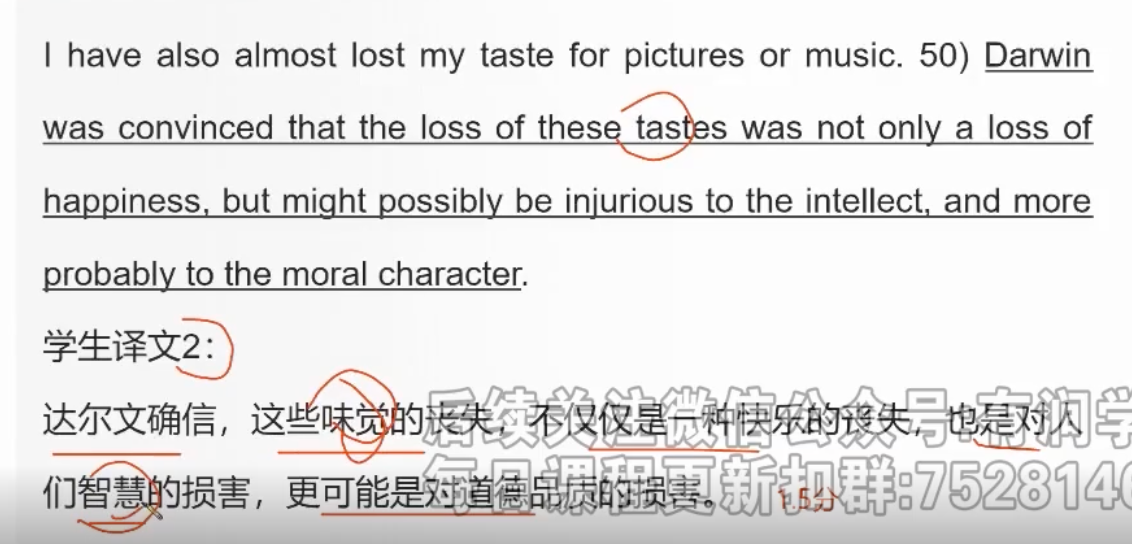 I have also almost lost my taste for pictures or music. 50) Darwin
was convinced that the loss of these tastes was not only a loss of
happiness, but might possibly be injurious to the intellect, and more
probably to the moral character.
学生译文2：
达尔文确信，这些味觉的丧失，不仅仅是一种快乐的丧失，也是对人
后续关注微信公众号:有润学
们智慧的损害，更可能是对道德品质的损害。
每日课程更新扣群:7528146
1.5分